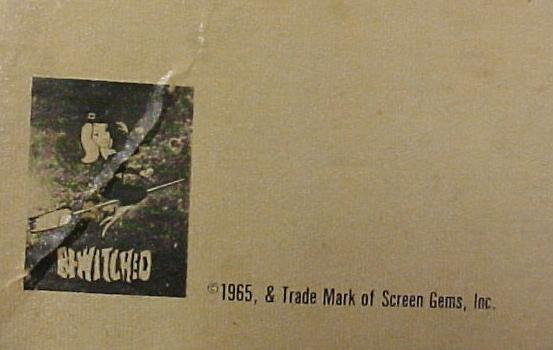 BEWITCHED
©1965, & Trade Mark of Screen Gems, Inc.